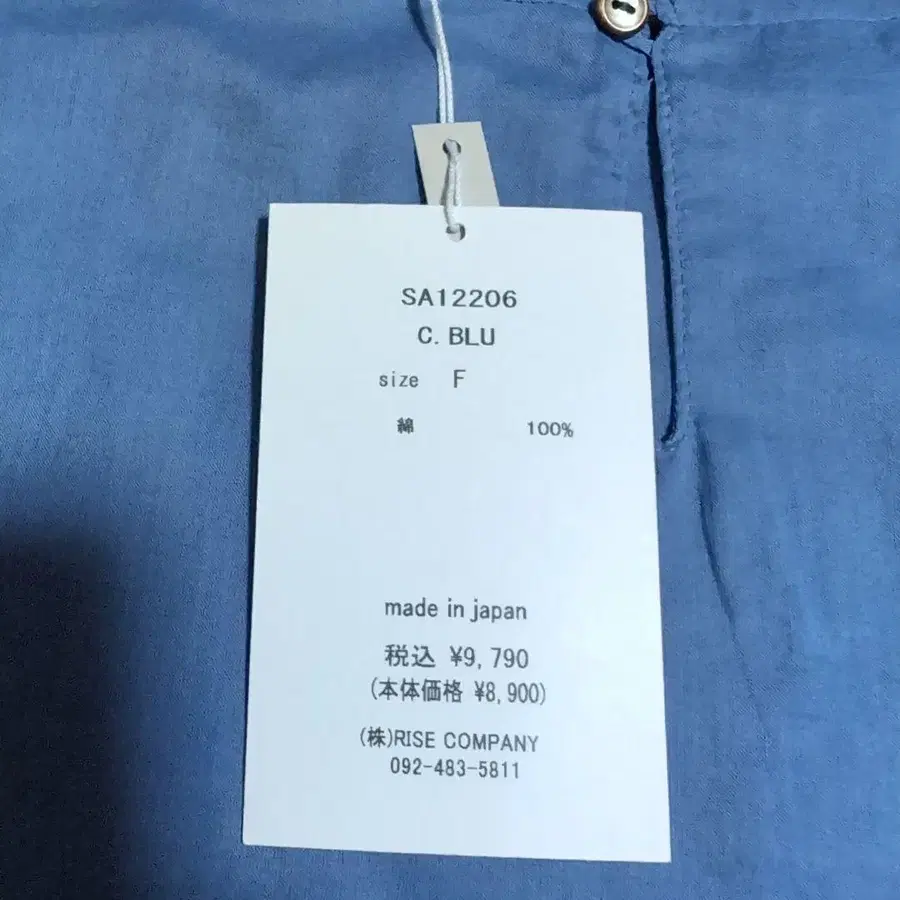 SA12206
C. BLU
size F
綿 100%
made in japan
税込 ¥9,790
(本体価格 ¥8,900)
(株)RISE COMPANY
092-483-5811